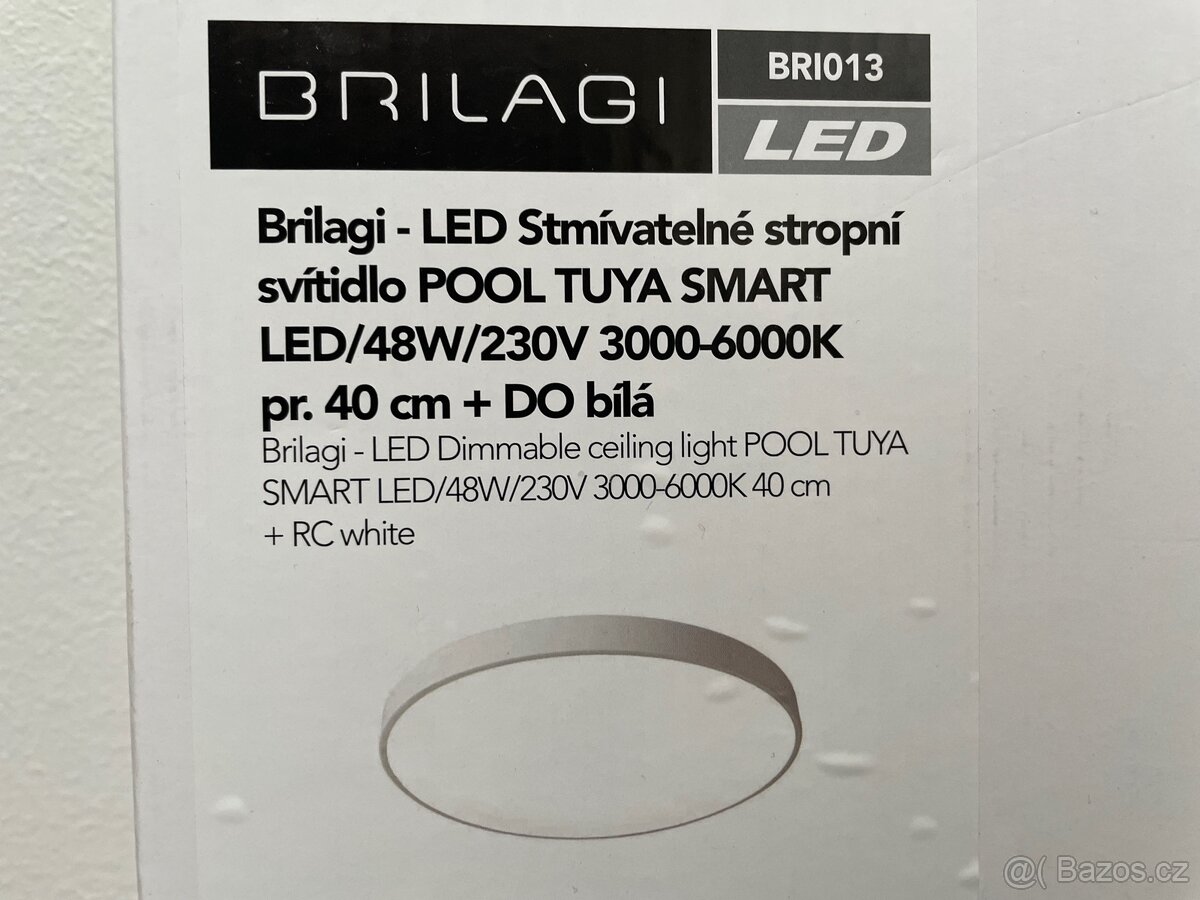 BRILAGI
BRI013
LED
Brilagi - LED Stmívatelné stropní
svítidlo POOL TUYA SMART
LED/48W/230V 3000-6000K
pr. 40 cm + DO bílá
Brilagi - LED Dimmable ceiling light POOL TUYA
SMART LED/48W/230V 3000-6000K 40 cm
+ RC white
@( Bazos.cz